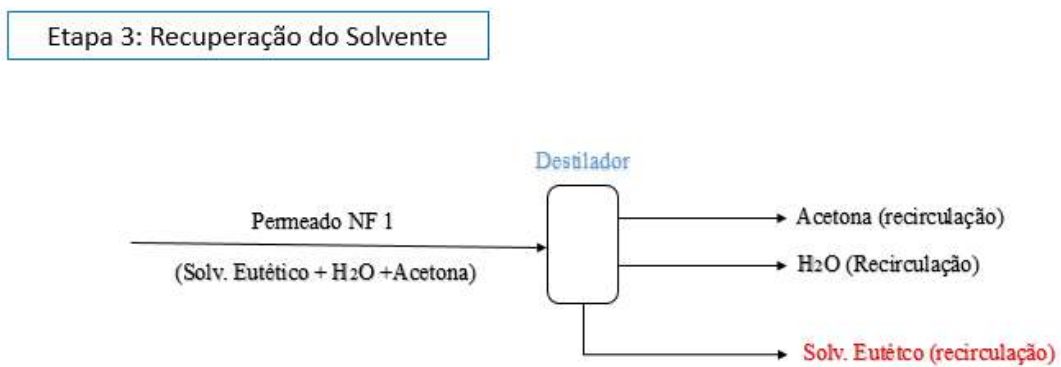 Etapa 3: Recuperação do Solvente
Destilador
Permeado NF 1
(Solv. Eutético + H2O +Acetona)
Acetona (recirculação)
H2O (Recirculação)
Solv. Eutétco (recirculação)